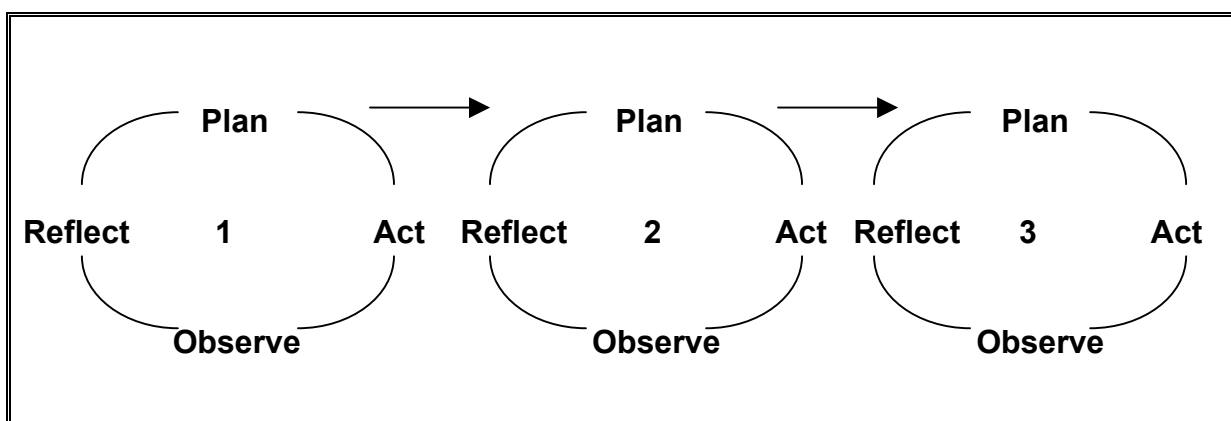 Plan Plan Plan
Reflect 1 Act Reflect 2 Act Reflect 3 Act
Observe Observe Observe